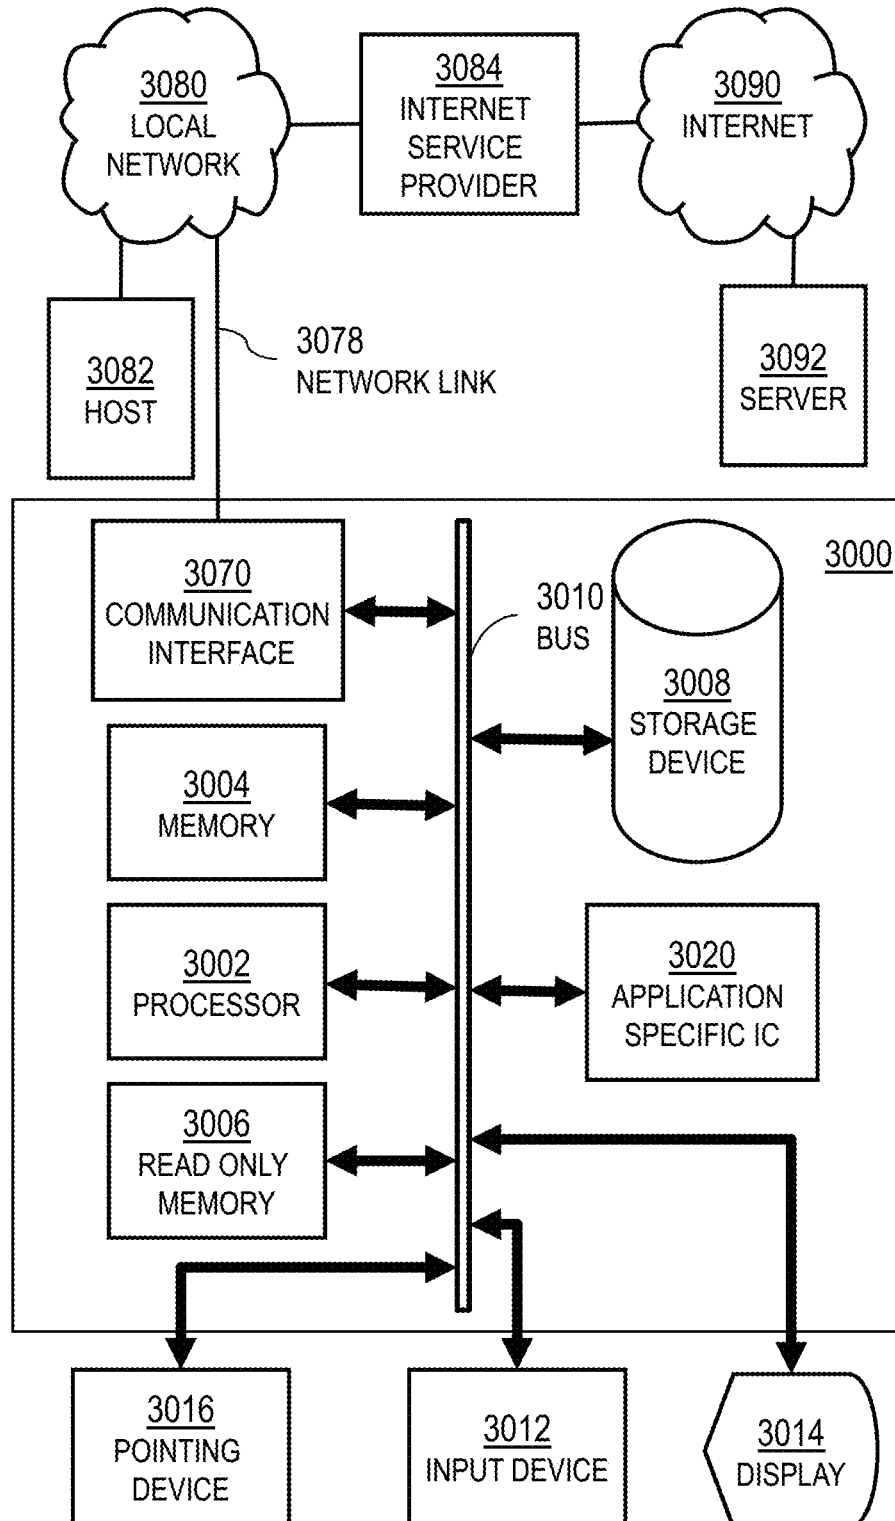 3080
LOCAL
NETWORK
3084
INTERNET
SERVICE
PROVIDER
3090
INTERNET
3082
HOST
3078
NETWORK LINK
3092
SERVER
3000
3070
COMMUNICATION
INTERFACE
3010
BUS
3008
STORAGE
DEVICE
3004
MEMORY
3002
PROCESSOR
3020
APPLICATION
SPECIFIC IC
3006
READ ONLY
MEMORY
3016
POINTING
DEVICE
3012
INPUT DEVICE
3014
DISPLAY